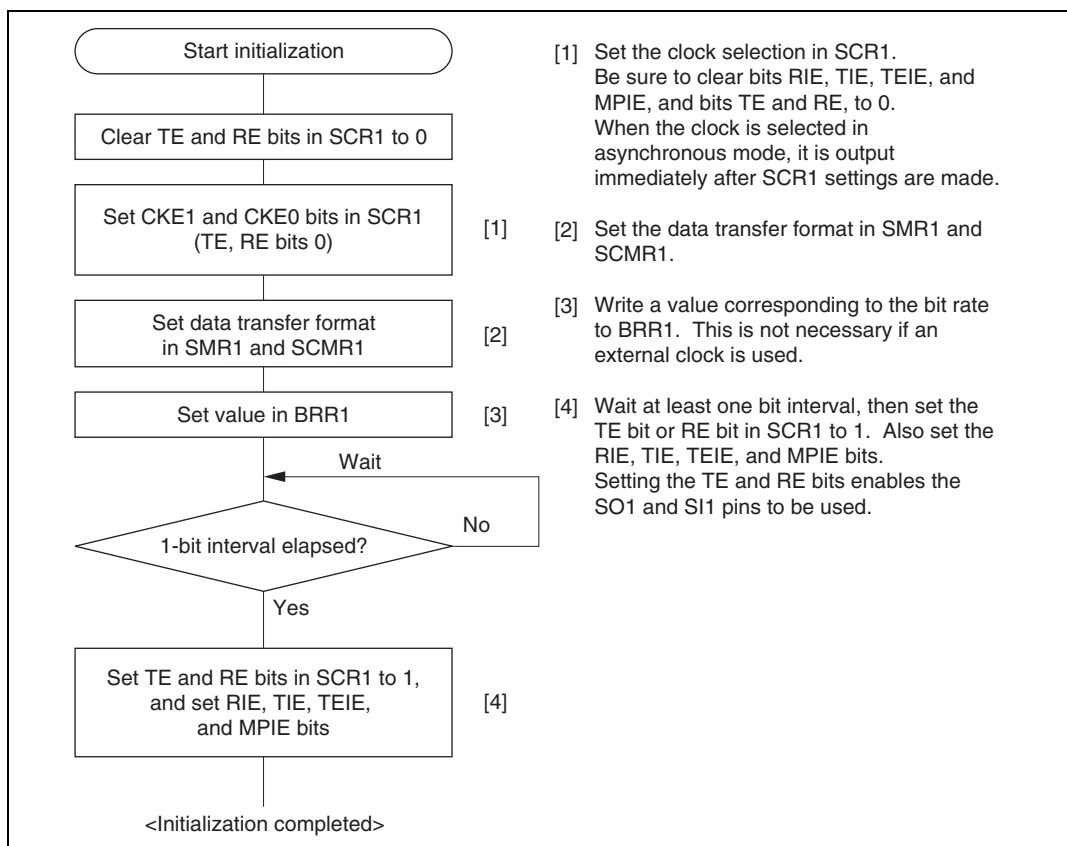 Start initialization
Clear TE and RE bits in SCR1 to 0
Set CKE1 and CKE0 bits in SCR1
(TE, RE bits 0)
[1]
Set data transfer format
in SMR1 and SCMR1
[2]
Set value in BRR1
[3]
Wait
No
1-bit interval elapsed?
Yes
Set TE and RE bits in SCR1 to 1,
and set RIE, TIE, TEIE,
and MPIE bits
[4]
<Initialization completed>
[1] Set the clock selection in SCR1.
Be sure to clear bits RIE, TIE, TEIE, and
MPIE, and bits TE and RE, to 0.
When the clock is selected in
asynchronous mode, it is output
immediately after SCR1 settings are made.
[2] Set the data transfer format in SMR1 and
SCMR1.
[3] Write a value corresponding to the bit rate
to BRR1. This is not necessary if an
external clock is used.
[4] Wait at least one bit interval, then set the
TE bit or RE bit in SCR1 to 1. Also set the
RIE, TIE, TEIE, and MPIE bits.
Setting the TE and RE bits enables the
SO1 and SI1 pins to be used.